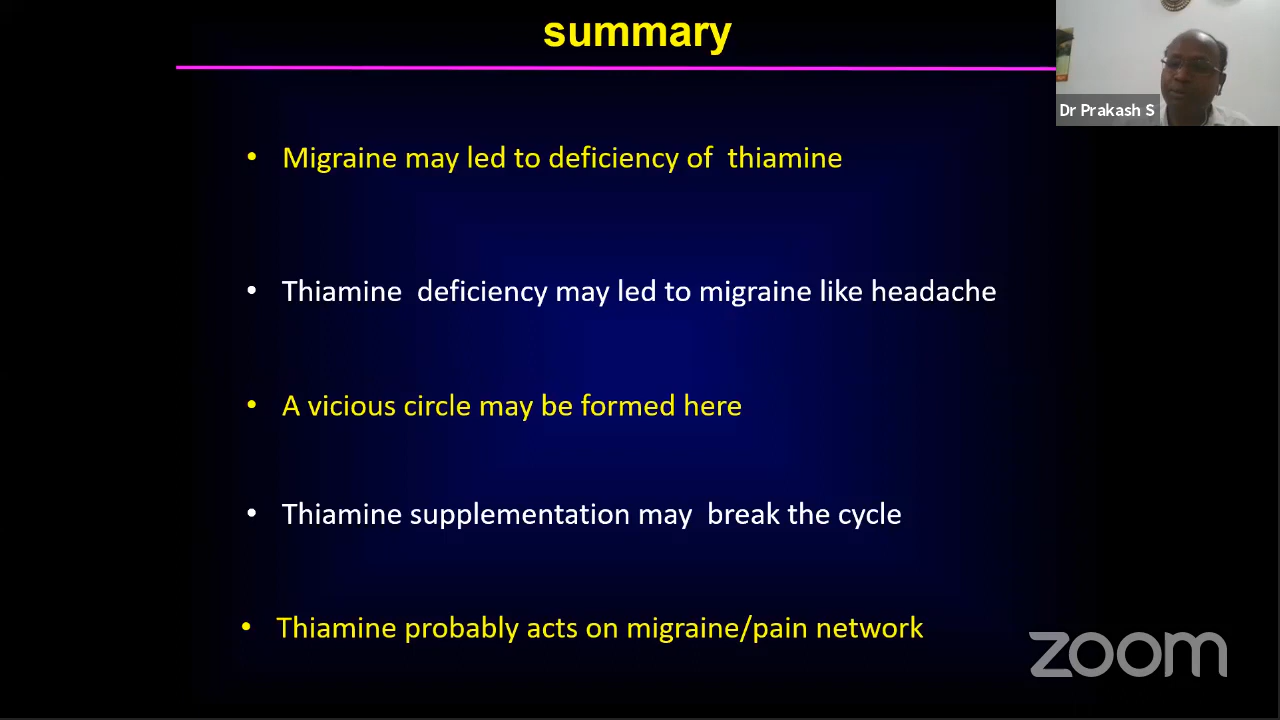 summary
Dr Prakash S
• Migraine may led to deficiency of thiamine
• Thiamine deficiency may led to migraine like headache
• A vicious circle may be formed here
• Thiamine supplementation may break the cycle
• Thiamine probably acts on migraine/pain network
zoom